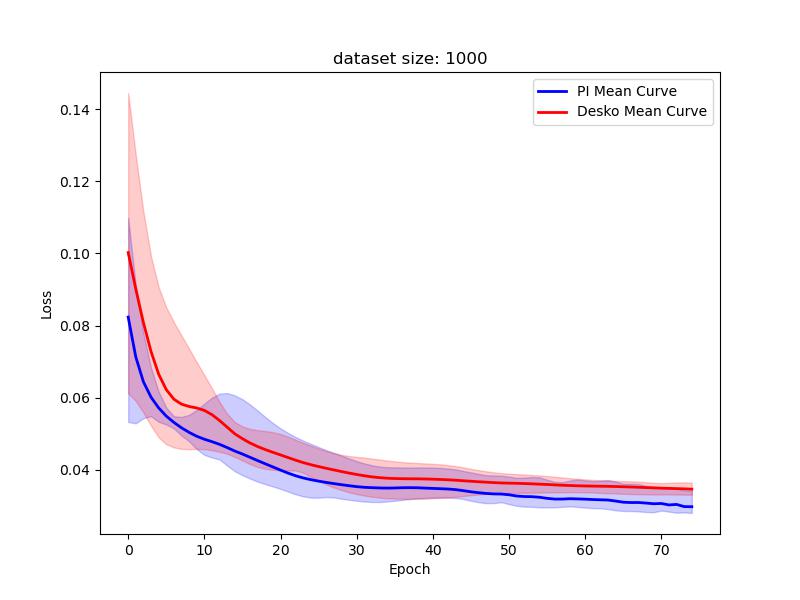 dataset size: 1000
PI Mean Curve
Desko Mean Curve
0.14
0.12
0.10
0.08
0.06
0.04
Loss
0 10 20 30 40 50 60 70
Epoch